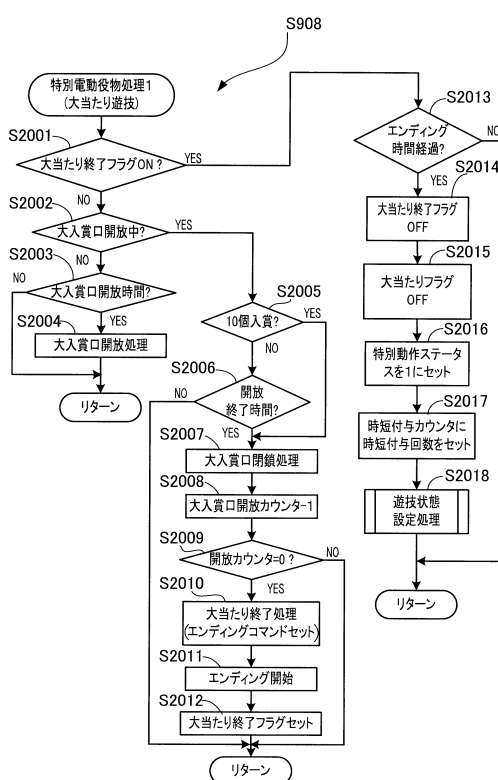 S908
特別電動役物処理1
(大当たり遊技)
S2001
大当たり終了フラグON?
YES
NO
S2002
大入賞口開放中?
YES
NO
S2003
NO
大入賞口開放時間?
YES
S2004
大入賞口開放処理
リターン
S2005
10個入賞?
YES
NO
S2006
NO
開放
終了時間?
YES
S2007
大入賞口閉鎖処理
S2008
大入賞口開放カウンタ-1
S2009
開放カウンタ=0?
NO
YES
S2010
大当たり終了処理
(エンディングコマンドセット)
S2011
エンディング開始
S2012
大当たり終了フラグセット
リターン
S2013
エンディング
時間経過?
NO
YES
S2014
大当たり終了フラグ
OFF
S2015
大当たりフラグ
OFF
S2016
特別動作ステータ
スを1にセット
S2017
時短付与カウンタに
時短付与回数をセット
S2018
遊技状態
設定処理
リターン